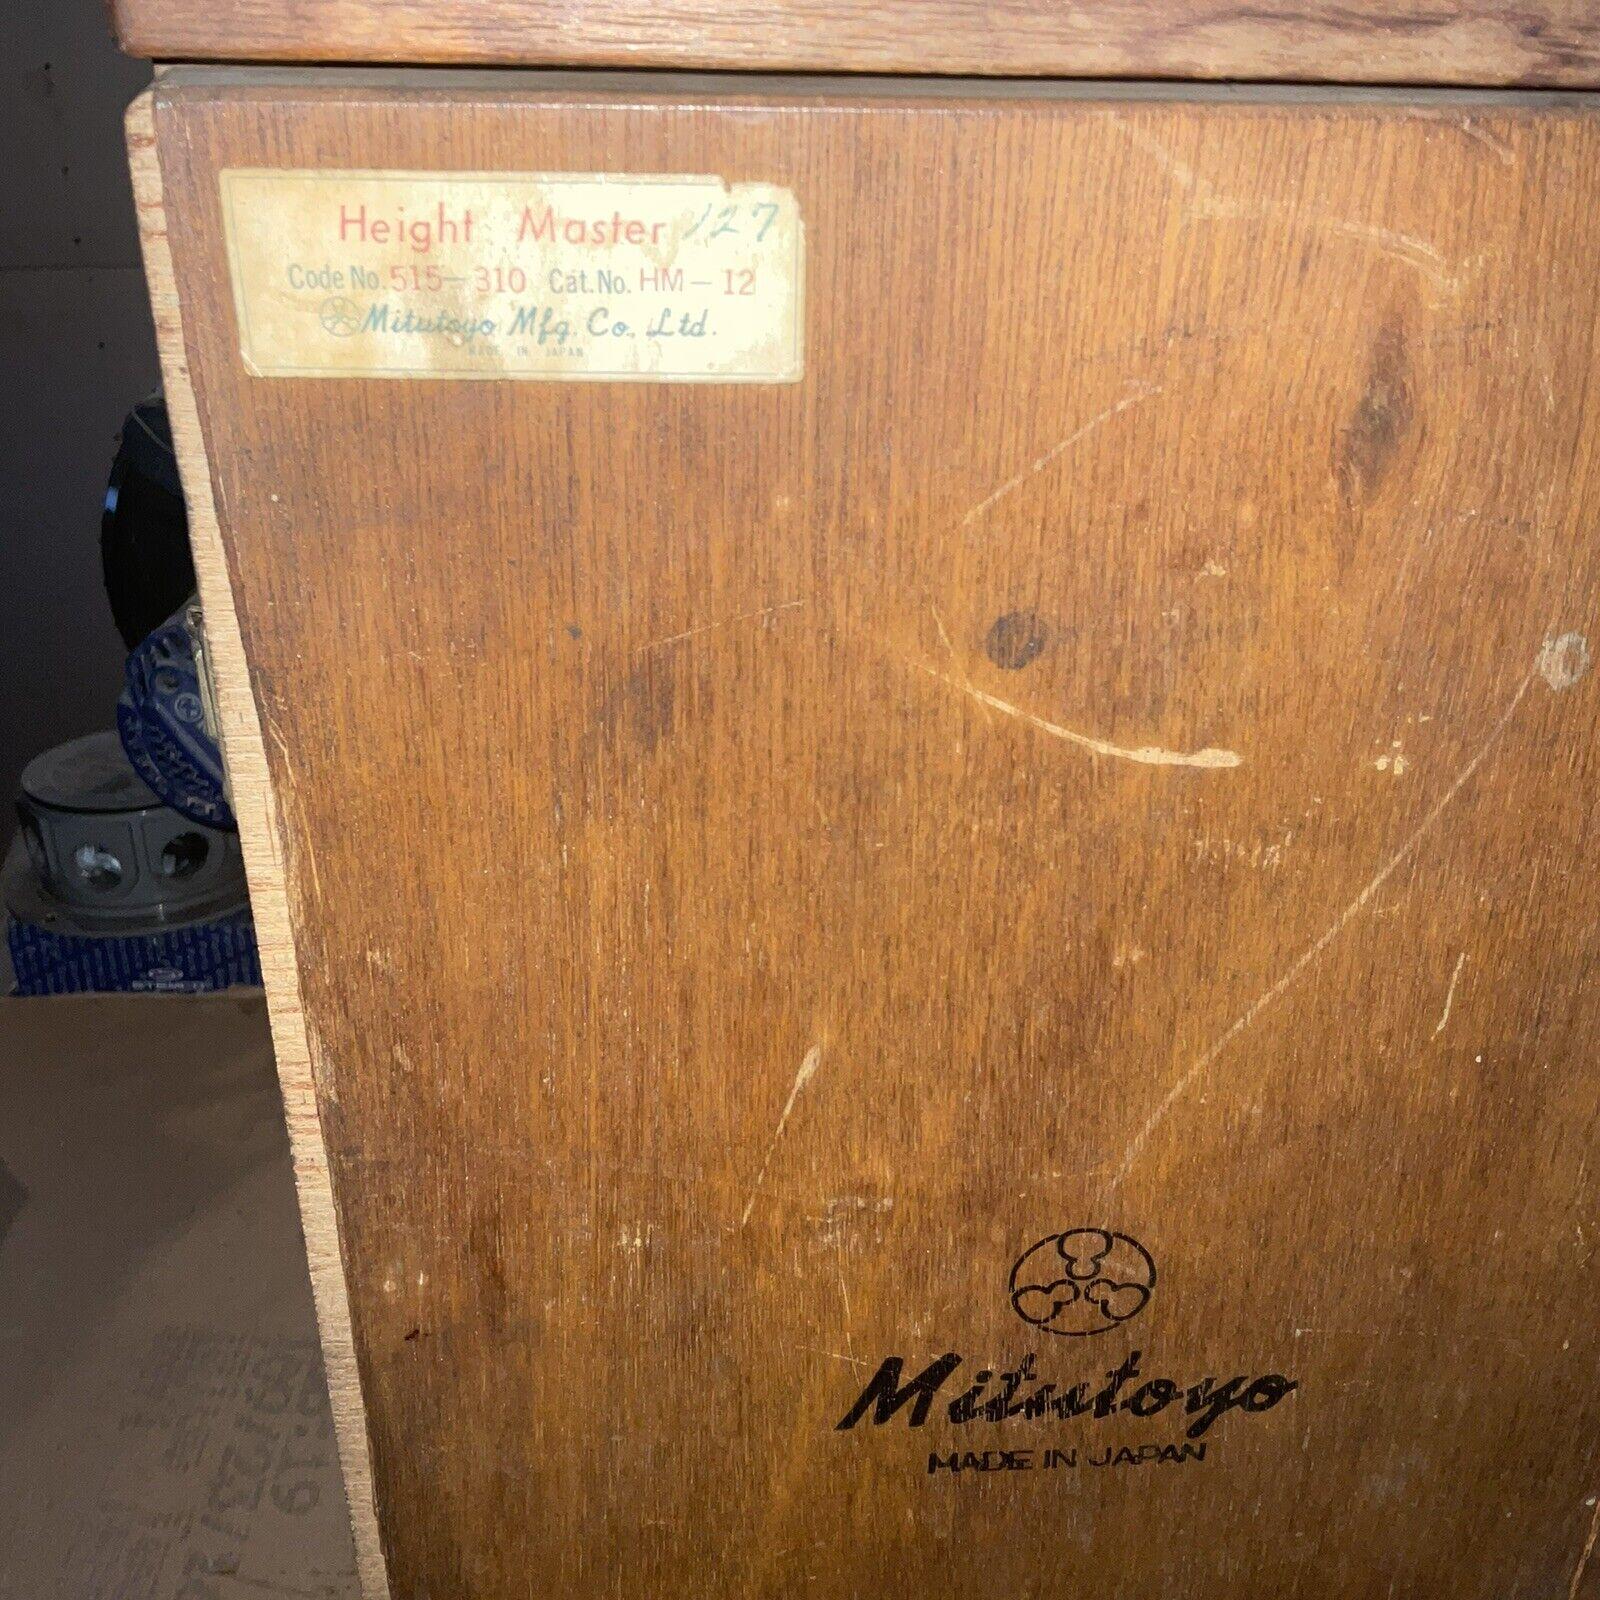 Height Master 127
Code No. 515-310 Cat. No. HM-12
Mitutoyo Mfg. Co., Ltd.
MADE IN JAPAN
Mitutoyo
MADE IN JAPAN
STEMCO